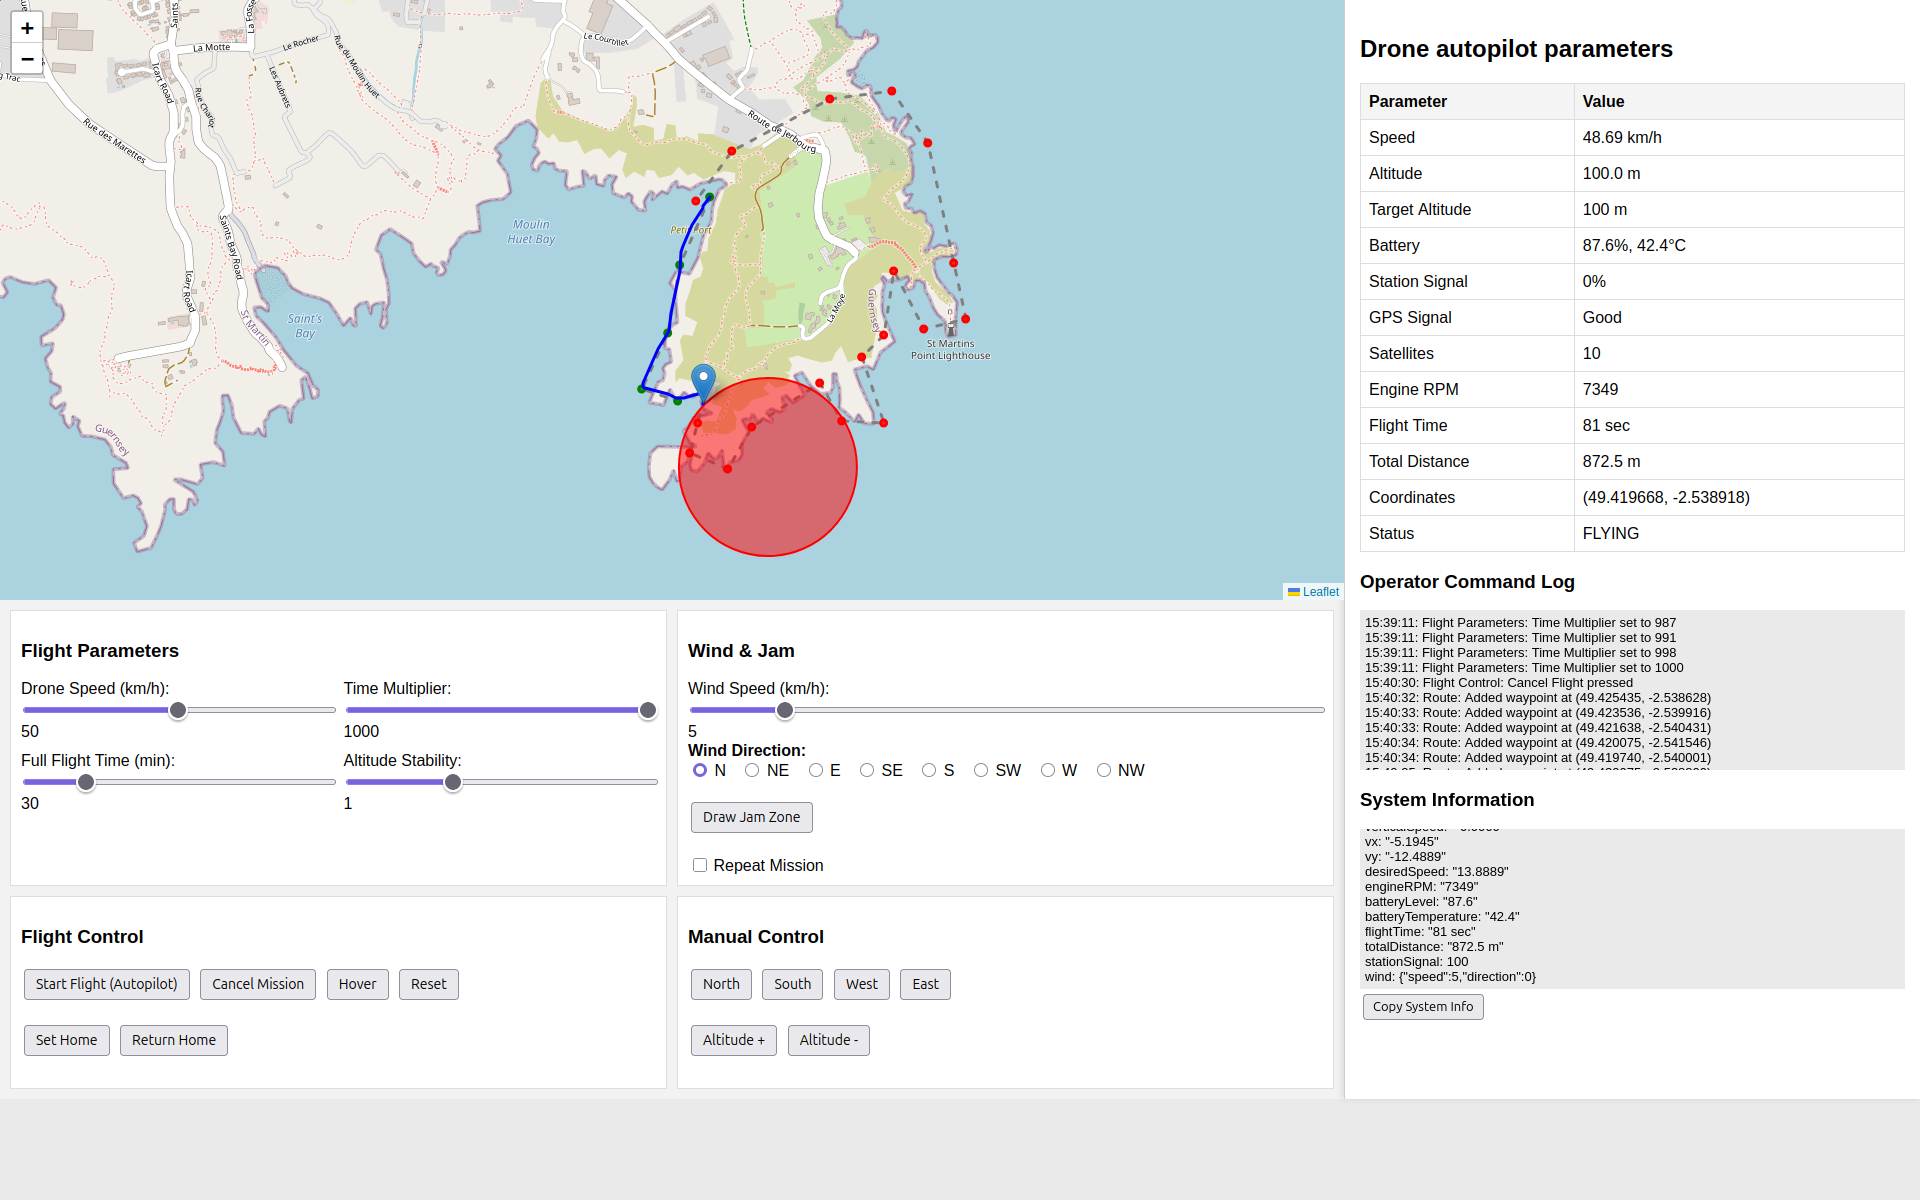 +
−
La Motte
Le Rocher
La Fosse
Saints
Icart Road
Rue Charlot
Les Aubrets
Rue du Moulin Huet
Rue des Marettes
Saints Bay Road
Icart Road
St Martin
Guernsey
Saint's
Bay
Moulin
Huet Bay
Le Courtillet
Route de Jerbourg
Petit Port
La Moye
Guernsey
St Martins
Point Lighthouse
Leaflet
Flight Parameters
Drone Speed (km/h):
50
Time Multiplier:
1000
Full Flight Time (min):
30
Altitude Stability:
1
Wind & Jam
Wind Speed (km/h):
5
Wind Direction:
N NE E SE S SW W NW
Draw Jam Zone
Repeat Mission
Flight Control
Start Flight (Autopilot) Cancel Mission Hover Reset
Set Home Return Home
Manual Control
North South West East
Altitude + Altitude -
Drone autopilot parameters
Parameter Value
Speed 48.69 km/h
Altitude 100.0 m
Target Altitude 100 m
Battery 87.6%, 42.4°C
Station Signal 0%
GPS Signal Good
Satellites 10
Engine RPM 7349
Flight Time 81 sec
Total Distance 872.5 m
Coordinates (49.419668, -2.538918)
Status FLYING
Operator Command Log
15:39:11: Flight Parameters: Time Multiplier set to 987
15:39:11: Flight Parameters: Time Multiplier set to 991
15:39:11: Flight Parameters: Time Multiplier set to 998
15:39:11: Flight Parameters: Time Multiplier set to 1000
15:40:30: Flight Control: Cancel Flight pressed
15:40:32: Route: Added waypoint at (49.425435, -2.538628)
15:40:33: Route: Added waypoint at (49.423536, -2.539916)
15:40:33: Route: Added waypoint at (49.421638, -2.540431)
15:40:34: Route: Added waypoint at (49.420075, -2.541546)
15:40:34: Route: Added waypoint at (49.419740, -2.540001)
System Information
vx: "-5.1945"
vy: "-12.4889"
desiredSpeed: "13.8889"
engineRPM: "7349"
batteryLevel: "87.6"
batteryTemperature: "42.4"
flightTime: "81 sec"
totalDistance: "872.5 m"
stationSignal: 100
wind: {"speed":5,"direction":0}
Copy System Info